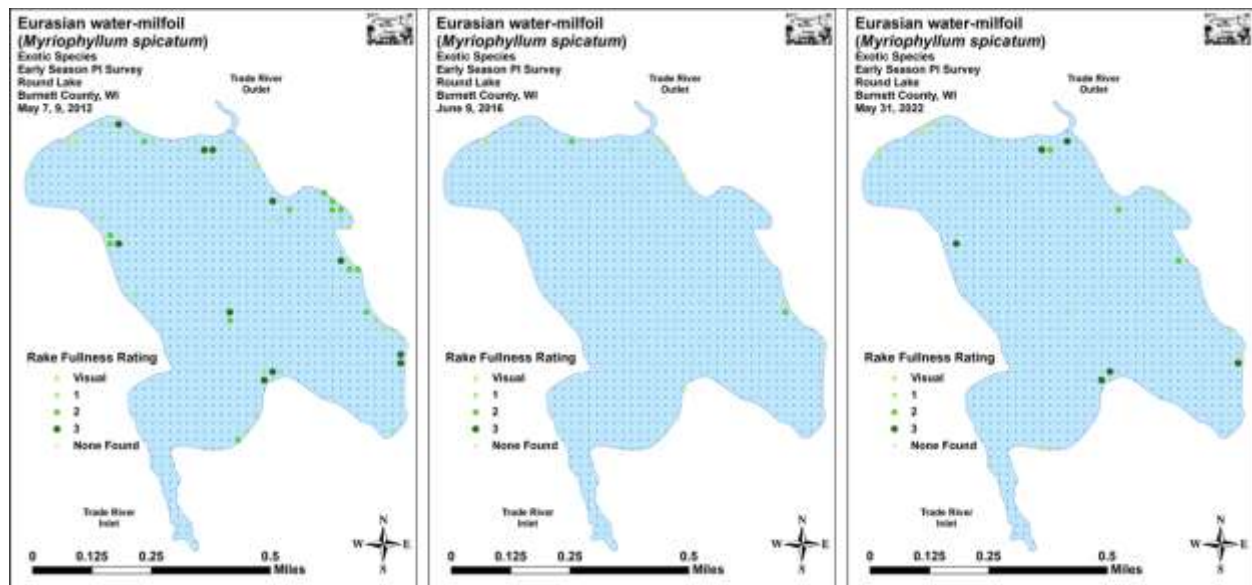 Eurasian water-milfoil
(Myriophyllum spicatum)
Exotic Species
Early Season PI Survey
Round Lake
Burnett County, WI
May 7, 9, 2012
Trade River
Outlet
Rake Fullness Rating
Visual
1
2
3
None Found
Trade River
Inlet
N
W E
S
0 0.125 0.25 0.5
Miles
Eurasian water-milfoil
(Myriophyllum spicatum)
Exotic Species
Early Season PI Survey
Round Lake
Burnett County, WI
June 9, 2016
Trade River
Outlet
Rake Fullness Rating
Visual
1
2
3
None Found
Trade River
Inlet
N
W E
S
0 0.125 0.25 0.5
Miles
Eurasian water-milfoil
(Myriophyllum spicatum)
Exotic Species
Early Season PI Survey
Round Lake
Burnett County, WI
May 31, 2022
Trade River
Outlet
Rake Fullness Rating
Visual
1
2
3
None Found
Trade River
Inlet
N
W E
S
0 0.125 0.25 0.5
Miles